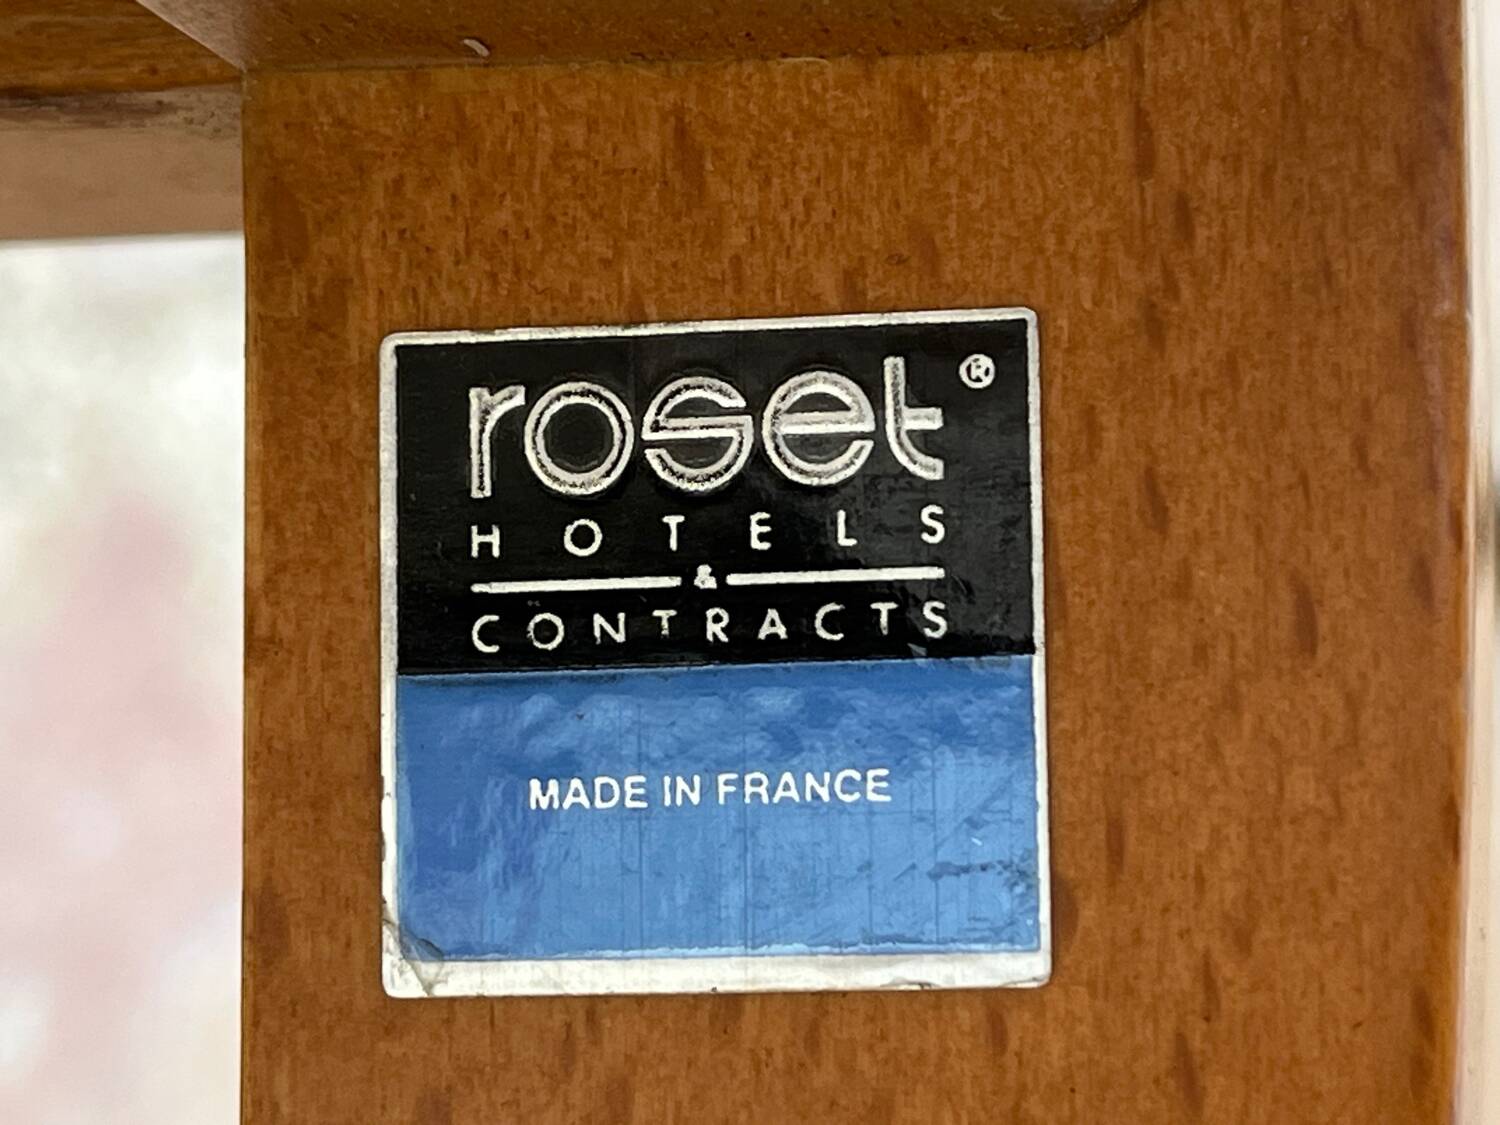 roset ®
HOTELS
&
CONTRACTS
MADE IN FRANCE